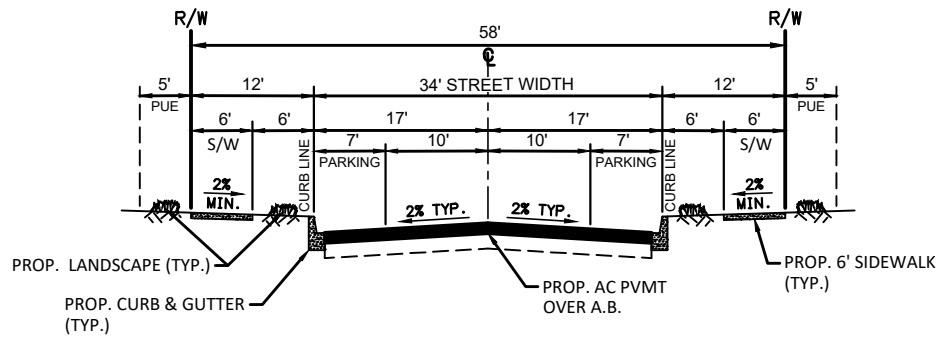 R/W R/W
58'
℄
5' 12' 34' STREET WIDTH 12' 5'
PUE PUE
6' 6' 17' 17' 6' 6'
S/W 7' 10' 10' 7' S/W
PARKING PARKING
CURB LINE CURB LINE
2% 2%
MIN. MIN.
2% TYP. 2% TYP.
PROP. LANDSCAPE (TYP.)
PROP. CURB & GUTTER
(TYP.)
PROP. AC PVMT
OVER A.B.
PROP. 6' SIDEWALK
(TYP.)